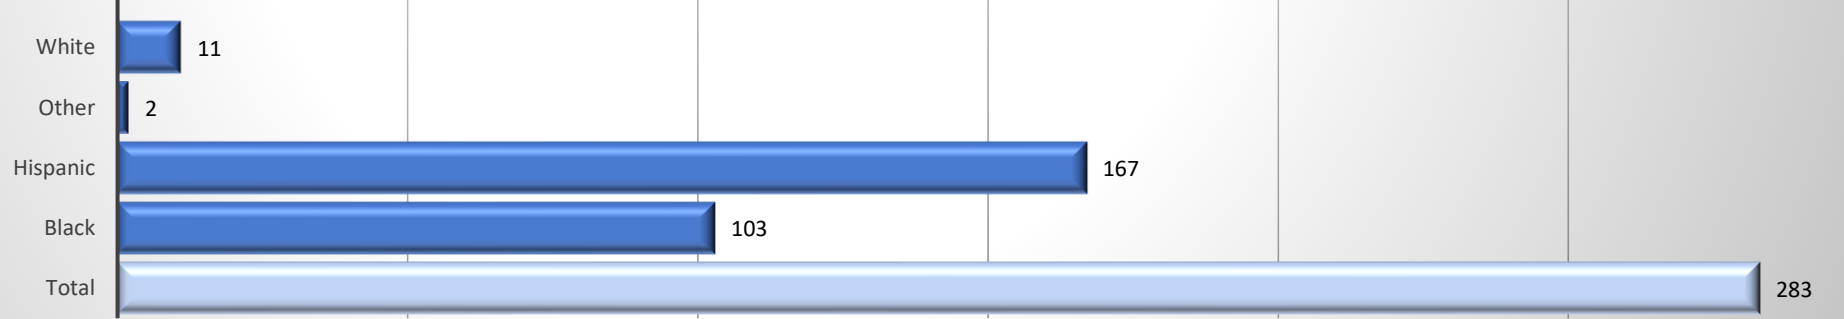 White 11
Other 2
Hispanic 167
Black 103
Total 283